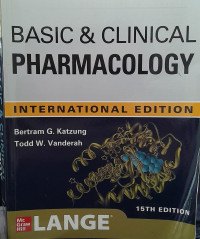 BASIC & CLINICAL
PHARMACOLOGY
INTERNATIONAL EDITION
Bertram G. Katzung
Todd W. Vanderah
Mc
Graw
Hill
LANGE®
15TH EDITION